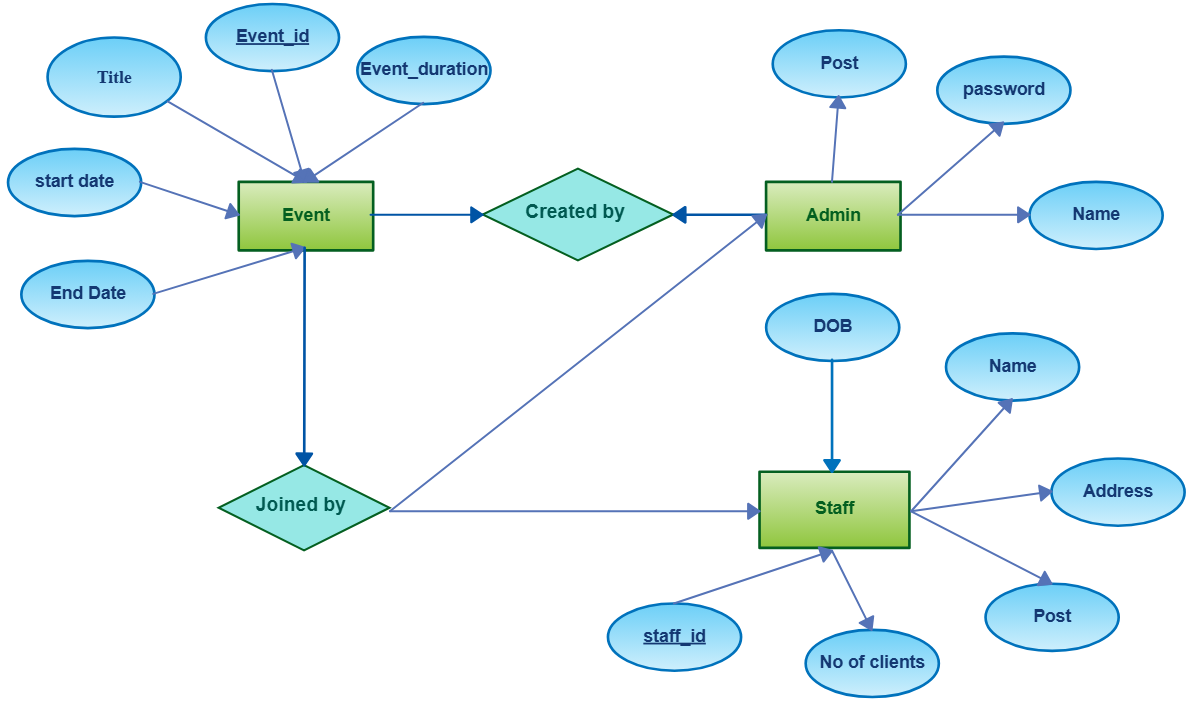 Event_id
Title
Event_duration
Post
password
start date
Event
Created by
Admin
Name
End Date
DOB
Name
Joined by
Staff
Address
Post
staff_id
No of clients